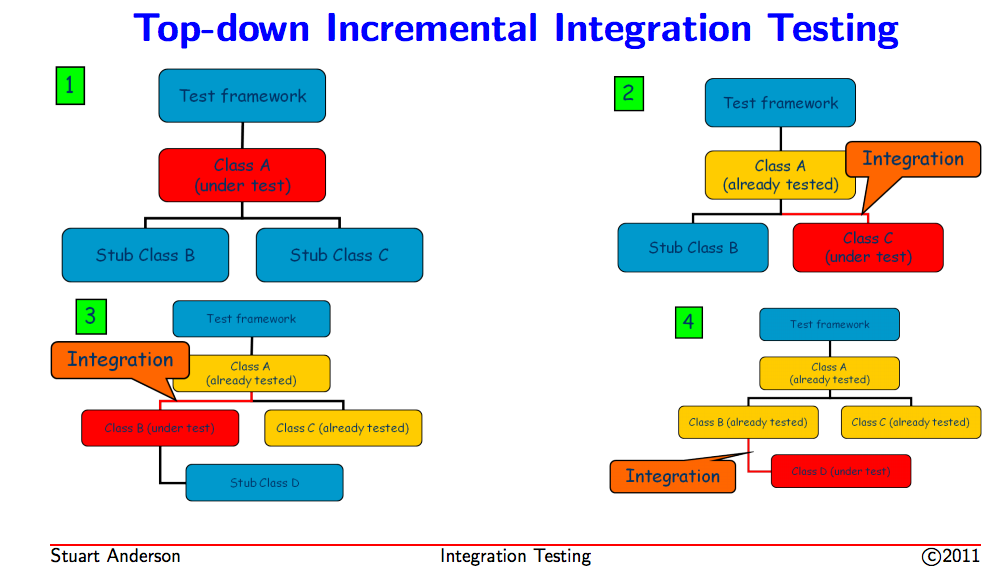 Top-down Incremental Integration Testing
1
Test framework
Class A
(under test)
Stub Class B
Stub Class C
2
Test framework
Class A
(already tested)
Integration
Stub Class B
Class C
(under test)
3
Test framework
Integration
Class A
(already tested)
Class B (under test)
Class C (already tested)
Stub Class D
4
Test framework
Class A
(already tested)
Class B (already tested)
Class C (already tested)
Integration
Class D (under test)
Stuart Anderson
Integration Testing
©2011